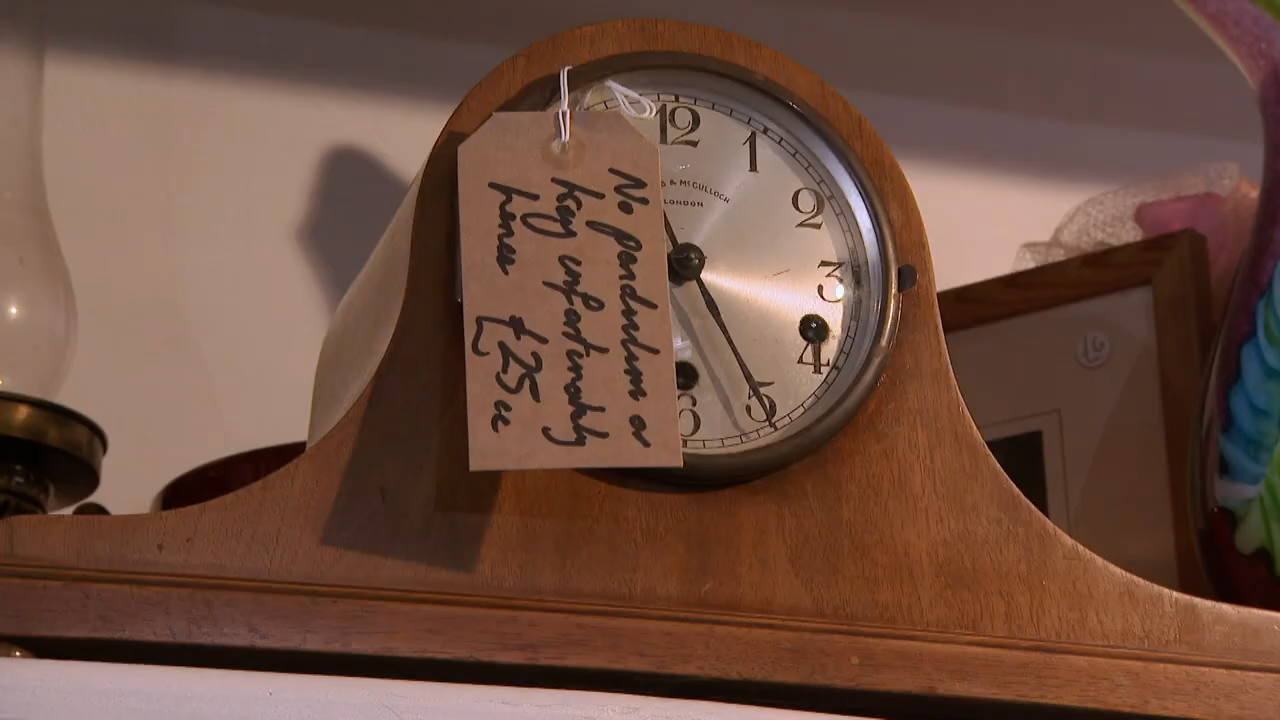 No pendulum or
key unfortunately
hence £25
12
1
2
3
4
5
6
& McCULLOCH
LONDON